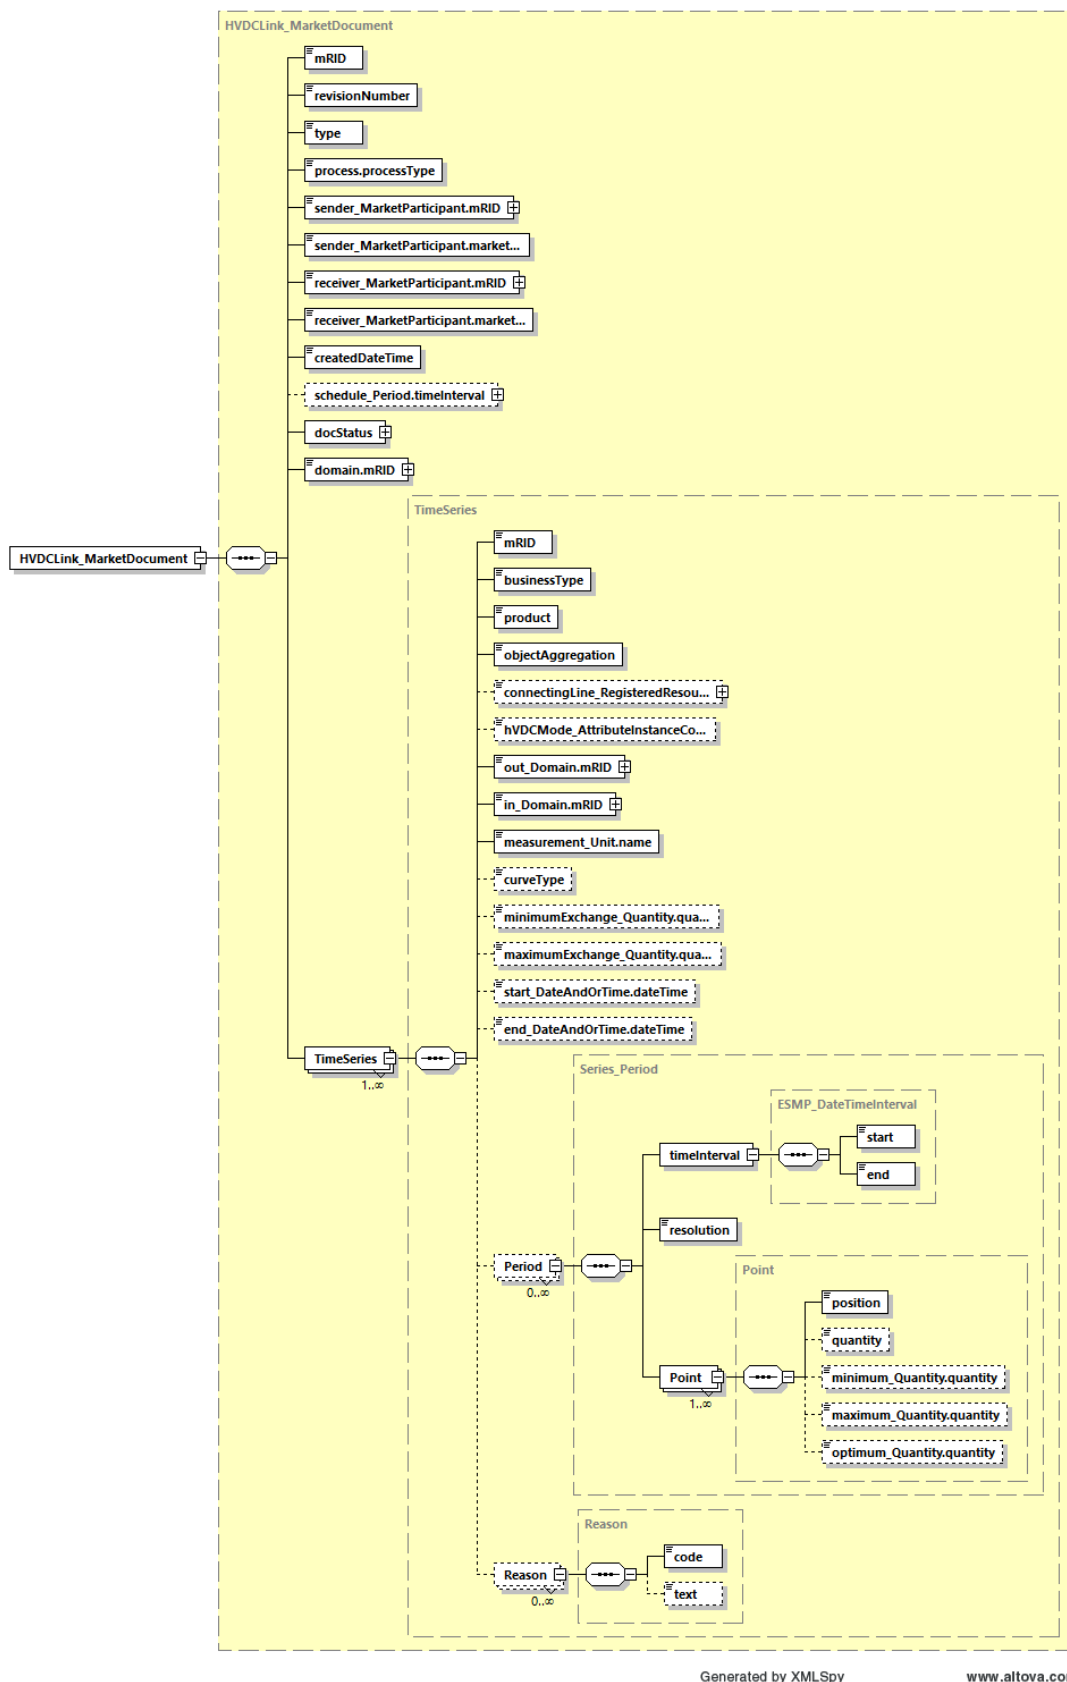 HVDCLink_MarketDocument
mRID
revisionNumber
type
process.processType
sender_MarketParticipant.mRID
sender_MarketParticipant.market...
receiver_MarketParticipant.mRID
receiver_MarketParticipant.market...
createdDateTime
schedule_Period.timeInterval
docStatus
domain.mRID
HVDCLink_MarketDocument
TimeSeries
mRID
businessType
product
objectAggregation
connectingLine_RegisteredResou...
hVDCMode_AttributeInstanceCo...
out_Domain.mRID
in_Domain.mRID
measurement_Unit.name
curveType
minimumExchange_Quantity.qua...
maximumExchange_Quantity.qua...
start_DateAndOrTime.dateTime
end_DateAndOrTime.dateTime
TimeSeries
1..∞
Series_Period
ESMP_DateTimeInterval
timeInterval
start
end
resolution
Period
0..∞
Point
position
quantity
minimum_Quantity.quantity
maximum_Quantity.quantity
optimum_Quantity.quantity
Point
1..∞
Reason
code
text
Reason
0..∞
Generated by XMLSpy
www.altova.co